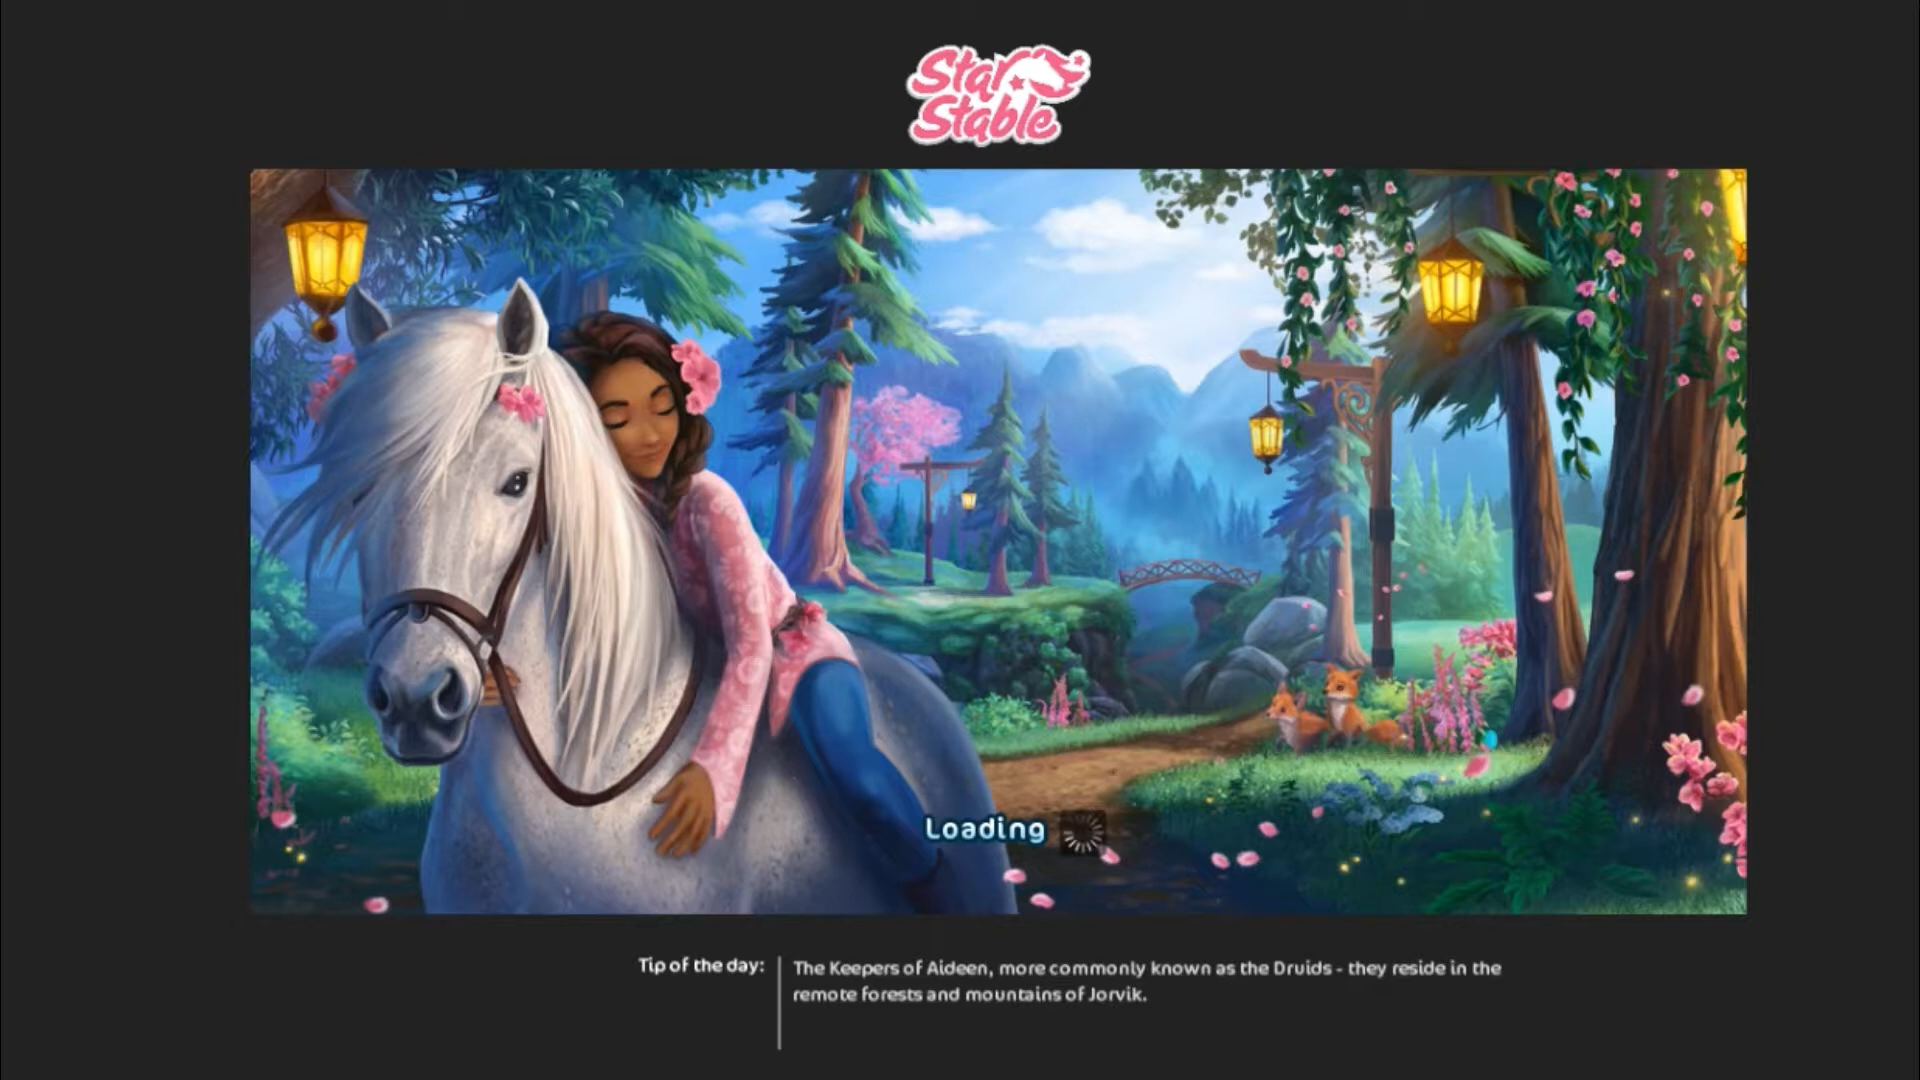 Star
Stable
Loading
Tip of the day:
The Keepers of Aideen, more commonly known as the Druids - they reside in the
remote forests and mountains of Jorvik.